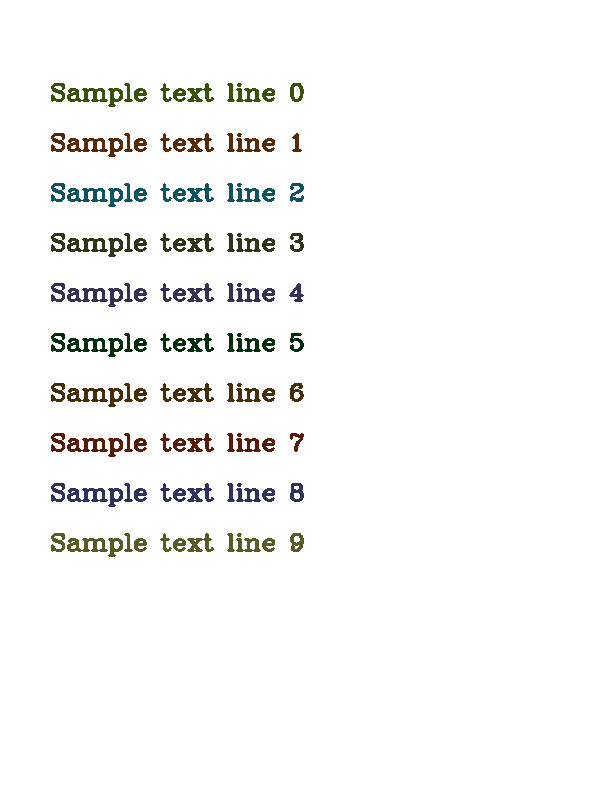 Sample text line 0
Sample text line 1
Sample text line 2
Sample text line 3
Sample text line 4
Sample text line 5
Sample text line 6
Sample text line 7
Sample text line 8
Sample text line 9